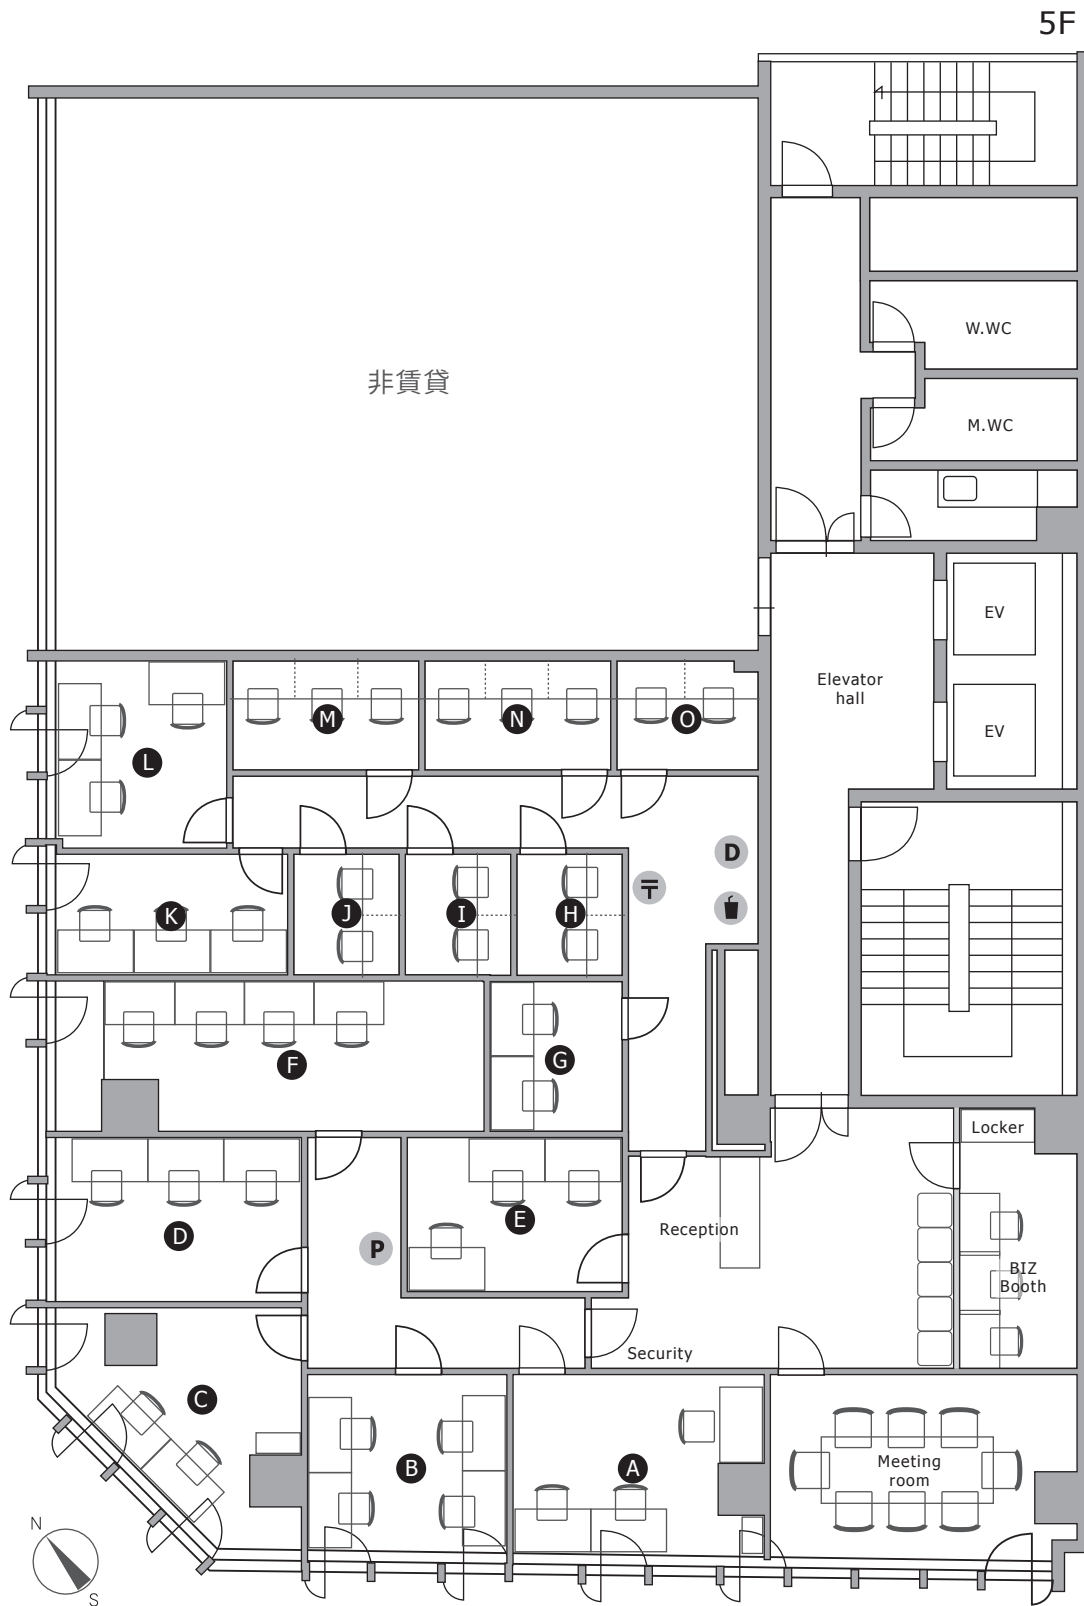 5F
非賃貸
W.WC
M.WC
EV
Elevator
hall
EV
M
N
O
L
D
〒
K
J
I
H
F
G
Locker
D
E
P
Reception
BIZ
Booth
Security
C
B
A
Meeting
room
N
S